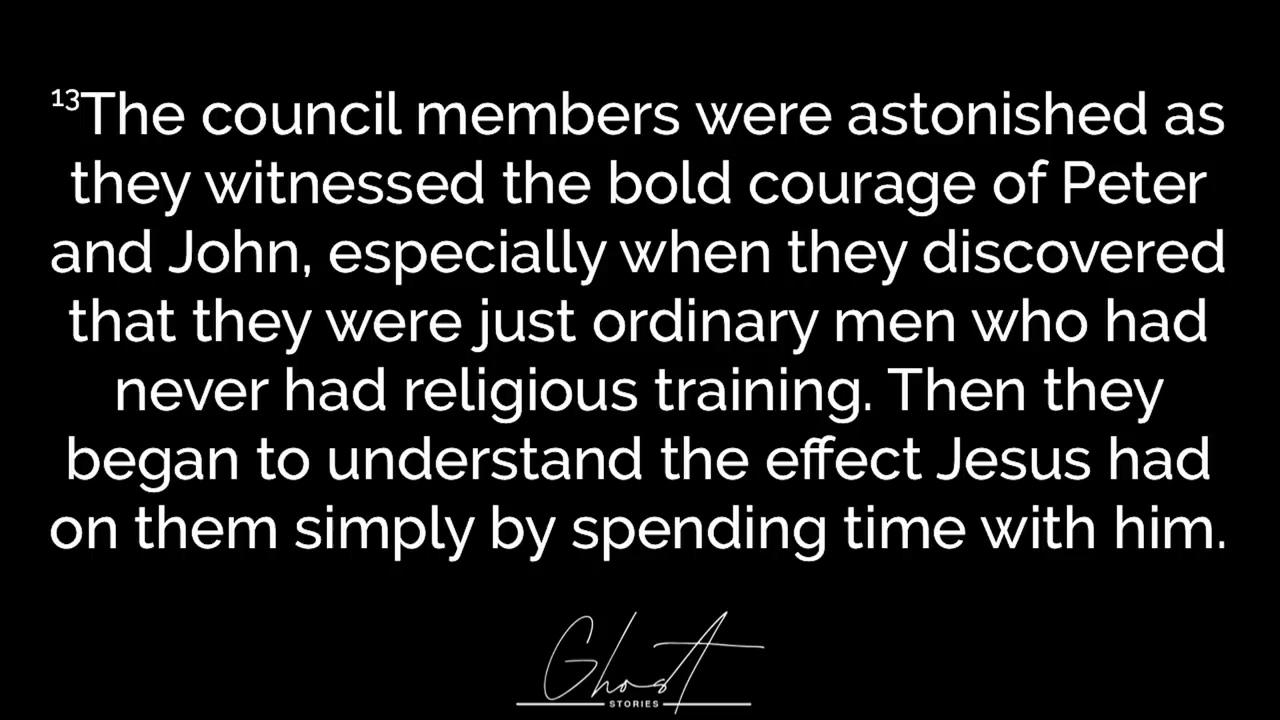 ¹³The council members were astonished as
they witnessed the bold courage of Peter
and John, especially when they discovered
that they were just ordinary men who had
never had religious training. Then they
began to understand the effect Jesus had
on them simply by spending time with him.
Ghost
STORIES